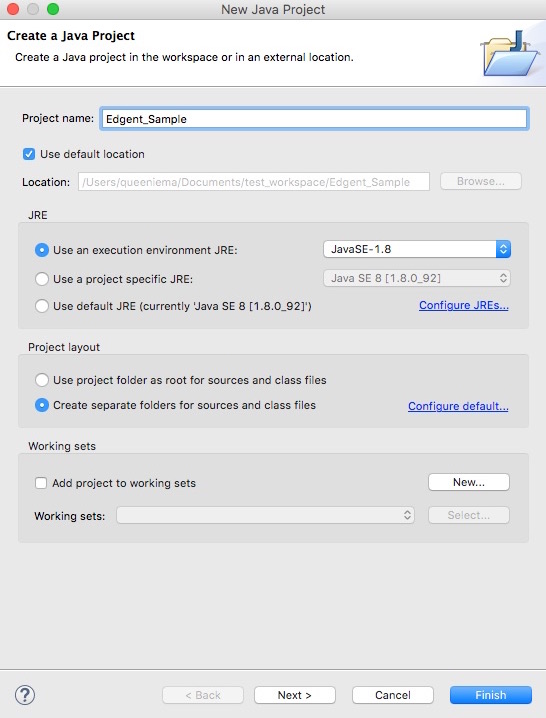 New Java Project
Create a Java Project
Create a Java project in the workspace or in an external location.
Project name: Edgent_Sample
Use default location
Location: /Users/queeniema/Documents/test_workspace/Edgent_Sample Browse...
JRE
Use an execution environment JRE: JavaSE-1.8
Use a project specific JRE: Java SE 8 [1.8.0_92]
Use default JRE (currently 'Java SE 8 [1.8.0_92]') Configure JREs...
Project layout
Use project folder as root for sources and class files
Create separate folders for sources and class files Configure default...
Working sets
Add project to working sets New...
Working sets: Select...
? < Back Next > Cancel Finish